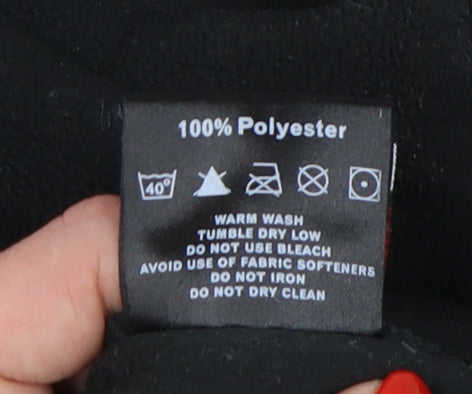 100% Polyester
40°
WARM WASH
TUMBLE DRY LOW
DO NOT USE BLEACH
AVOID USE OF FABRIC SOFTENERS
DO NOT IRON
DO NOT DRY CLEAN